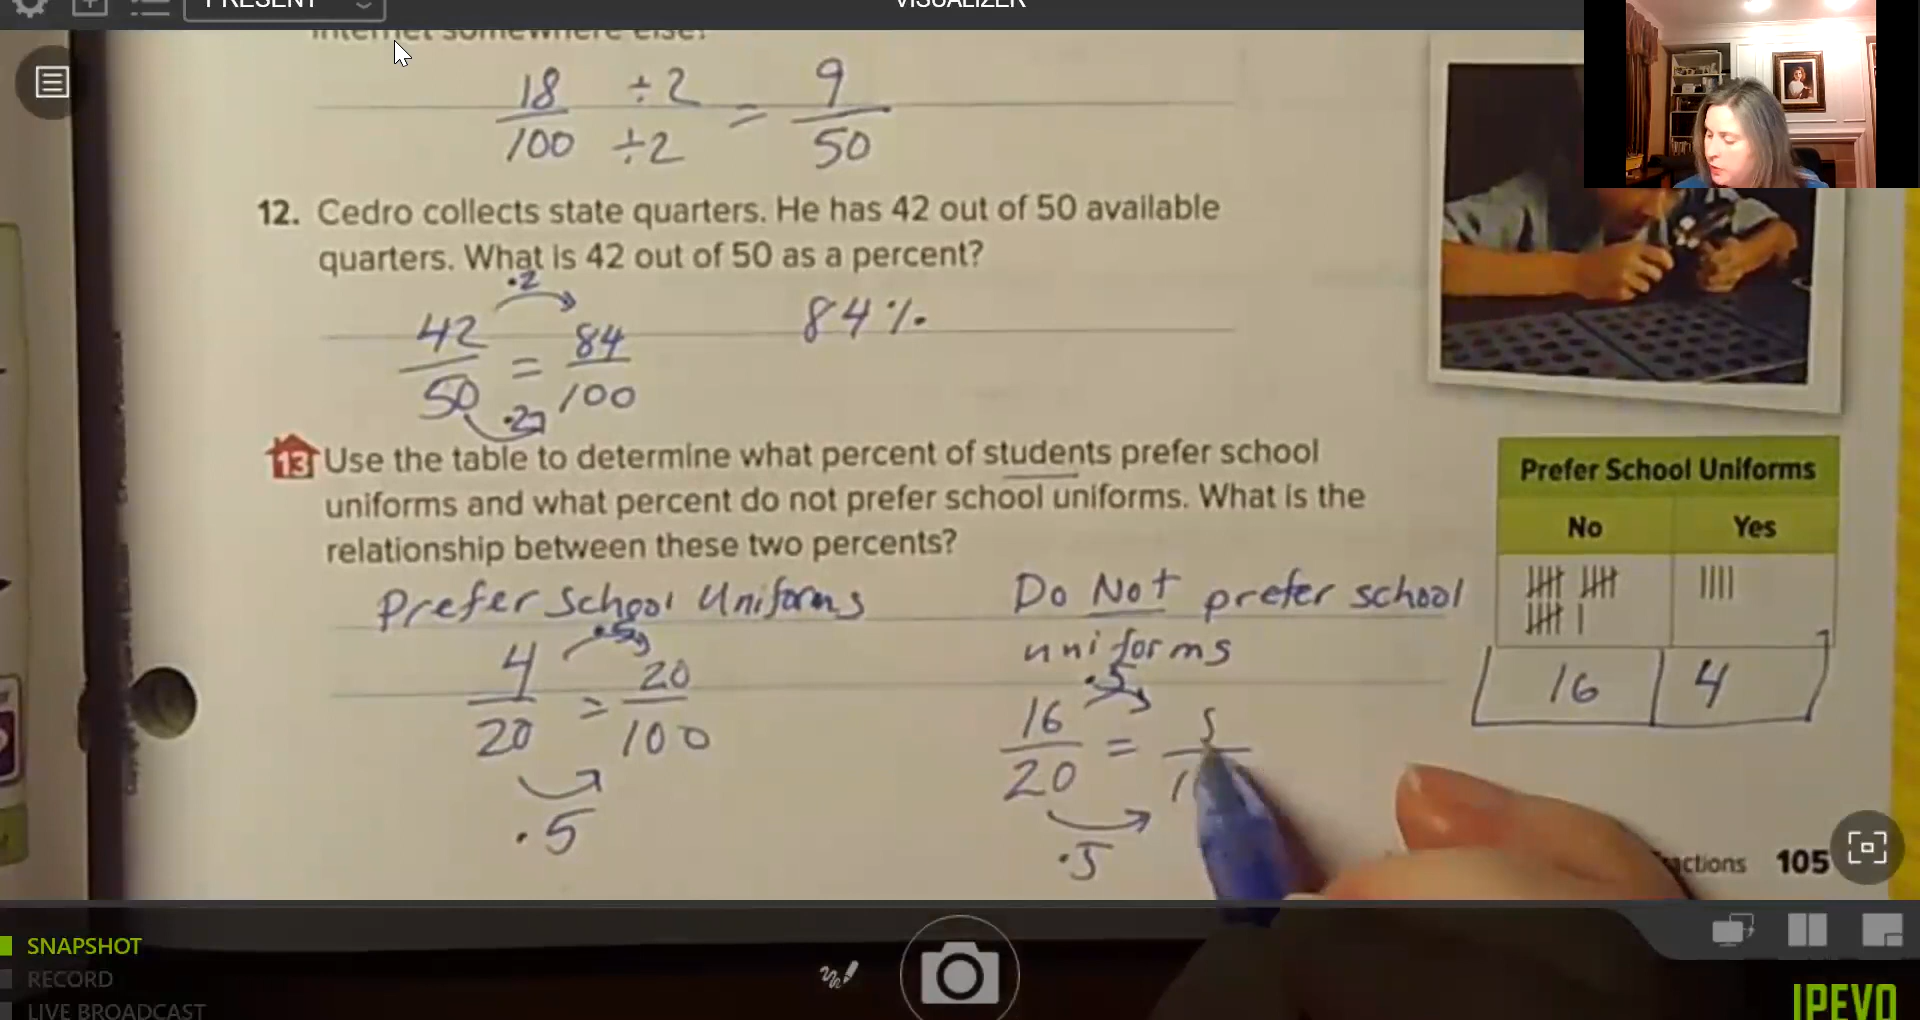 PRESENT
VISUALIZER
Internet somewhere else?
18 ÷2 = 9
100 ÷2 50
12. Cedro collects state quarters. He has 42 out of 50 available
quarters. What is 42 out of 50 as a percent?
·2
42 = 84
50 100
·2
84%
13 Use the table to determine what percent of students prefer school
uniforms and what percent do not prefer school uniforms. What is the
relationship between these two percents?
Prefer School Uniforms
No Yes
16 4
Prefer School Uniforms
·5
4 = 20
20 100
·5
Do Not prefer school
uniforms
·5
16 =
20
·5
105
SNAPSHOT
RECORD
LIVE BROADCAST
IPEVO